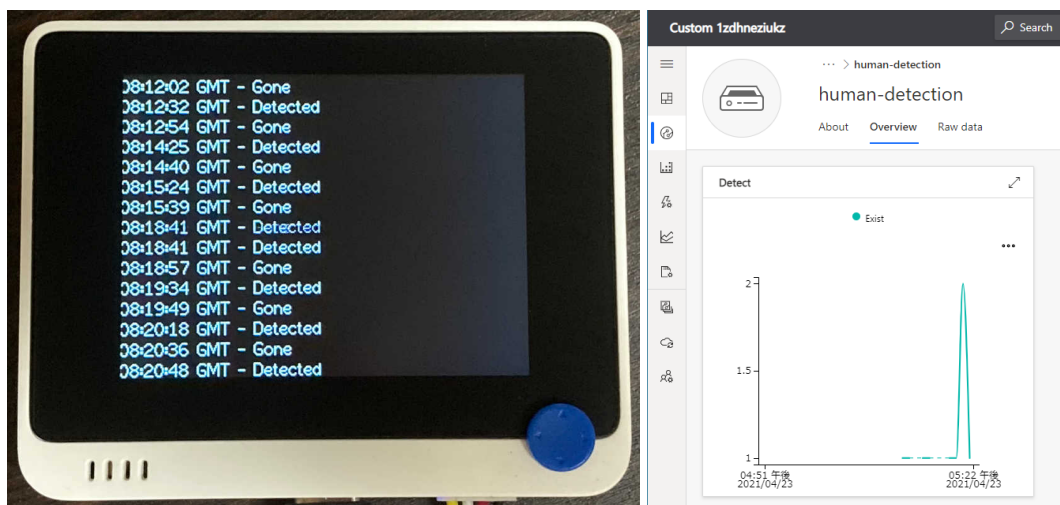 08:12:02 GMT - Gone
08:12:32 GMT - Detected
08:12:54 GMT - Gone
08:14:25 GMT - Detected
08:14:40 GMT - Gone
08:15:24 GMT - Detected
08:15:39 GMT - Gone
08:18:41 GMT - Detected
08:18:41 GMT - Detected
08:18:57 GMT - Gone
08:19:34 GMT - Detected
08:19:49 GMT - Gone
08:20:18 GMT - Detected
08:20:36 GMT - Gone
08:20:48 GMT - Detected
Custom 1zdhneziukz
Search
··· > human-detection
human-detection
About Overview Raw data
Detect
Exist
2
1.5
1
04:51 午後 05:22 午後
2021/04/23 2021/04/23